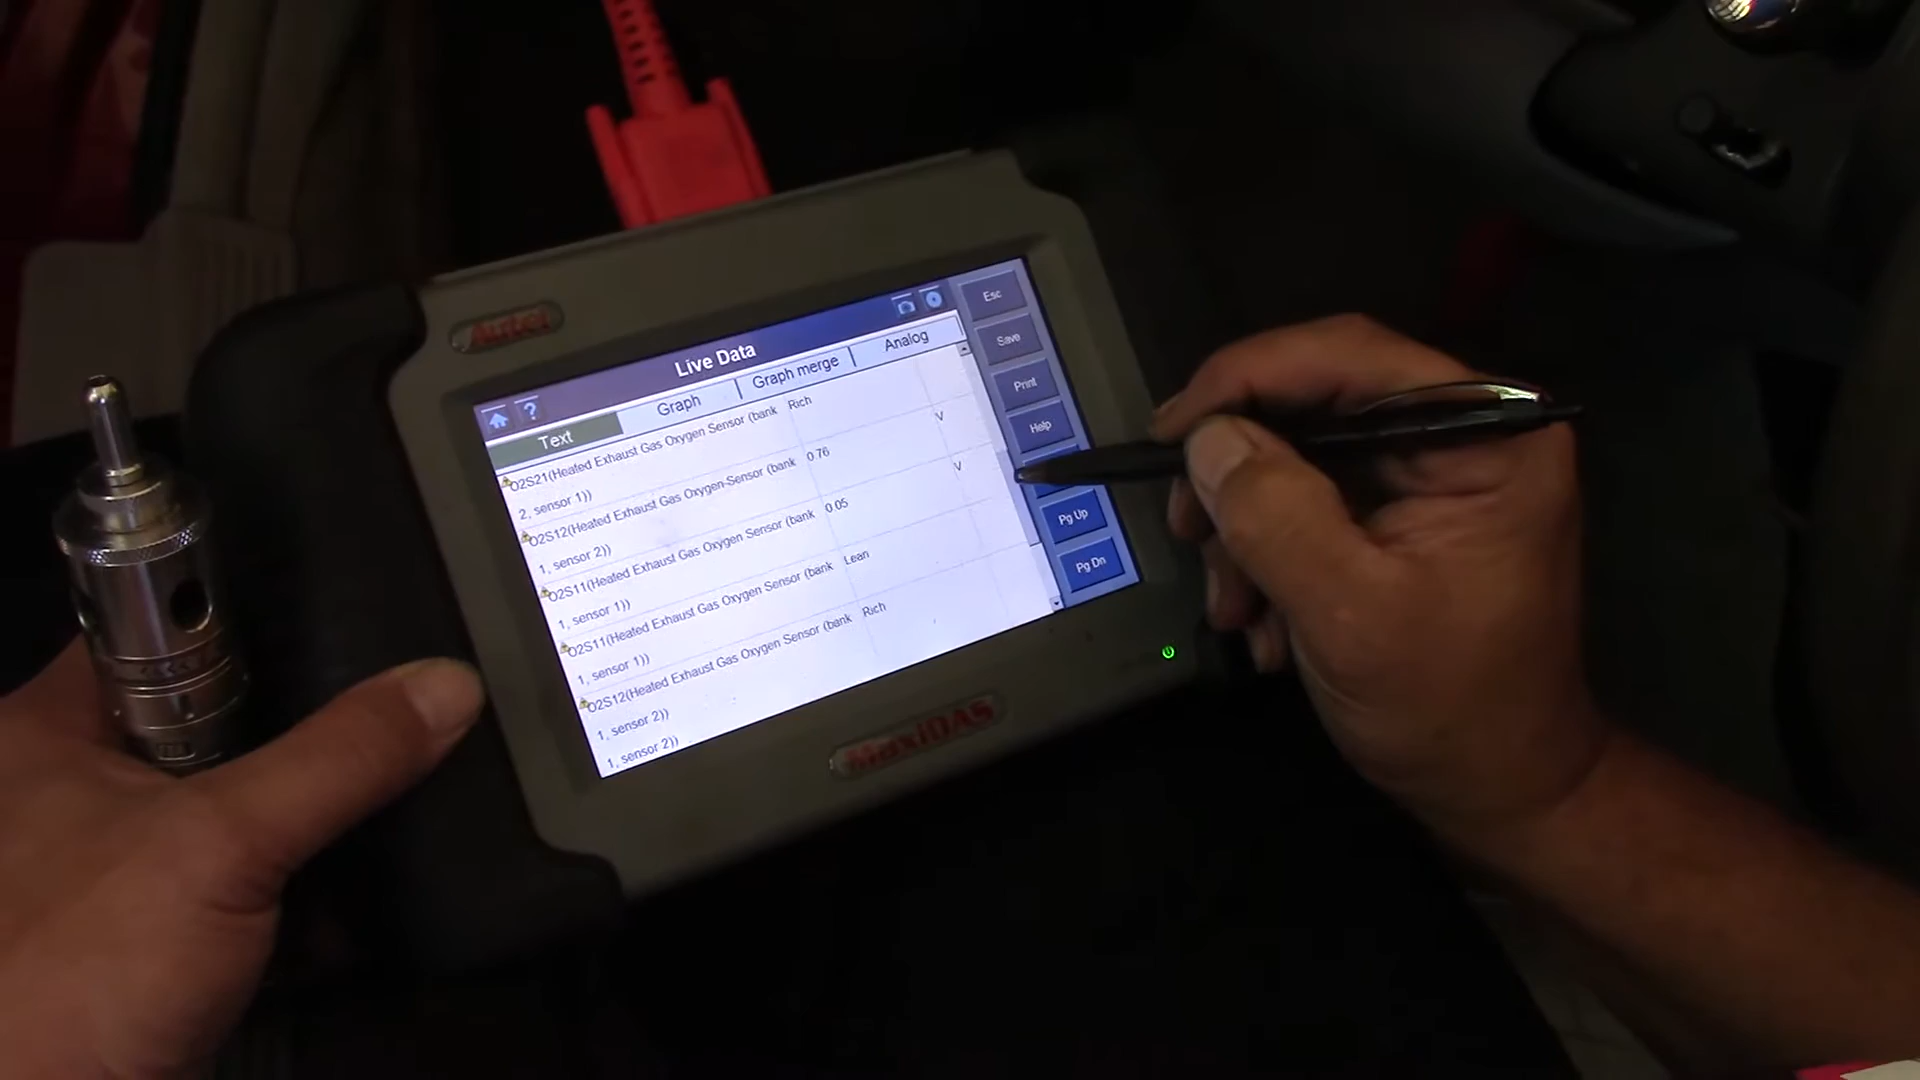 Autel
Live Data
Esc
Save
Print
Help
Pg Up
Pg Dn
?
Text
Graph
Graph merge
Analog
O2S21(Heated Exhaust Gas Oxygen Sensor (bank Rich
2, sensor 1))
O2S12(Heated Exhaust Gas Oxygen Sensor (bank 0.76 V
1, sensor 2))
O2S11(Heated Exhaust Gas Oxygen Sensor (bank 0.05 V
1, sensor 1))
O2S11(Heated Exhaust Gas Oxygen Sensor (bank Lean
1, sensor 1))
O2S12(Heated Exhaust Gas Oxygen Sensor (bank Rich
1, sensor 2))
1, sensor 2))
MaxiDAS